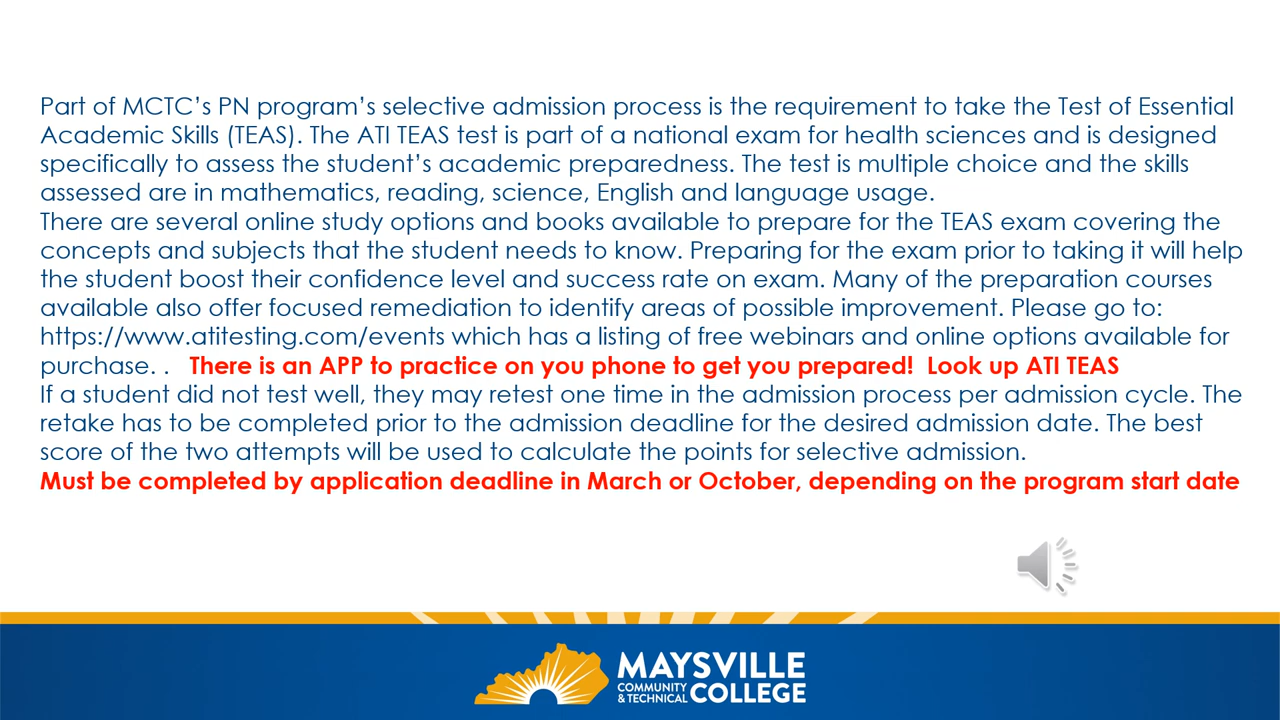 Part of MCTC’s PN program’s selective admission process is the requirement to take the Test of Essential
Academic Skills (TEAS). The ATI TEAS test is part of a national exam for health sciences and is designed
specifically to assess the student’s academic preparedness. The test is multiple choice and the skills
assessed are in mathematics, reading, science, English and language usage.
There are several online study options and books available to prepare for the TEAS exam covering the
concepts and subjects that the student needs to know. Preparing for the exam prior to taking it will help
the student boost their confidence level and success rate on exam. Many of the preparation courses
available also offer focused remediation to identify areas of possible improvement. Please go to:
https://www.atitesting.com/events which has a listing of free webinars and online options available for
purchase. . There is an APP to practice on you phone to get you prepared! Look up ATI TEAS
If a student did not test well, they may retest one time in the admission process per admission cycle. The
retake has to be completed prior to the admission deadline for the desired admission date. The best
score of the two attempts will be used to calculate the points for selective admission.
Must be completed by application deadline in March or October, depending on the program start date
MAYSVILLE
COMMUNITY & TECHNICAL COLLEGE